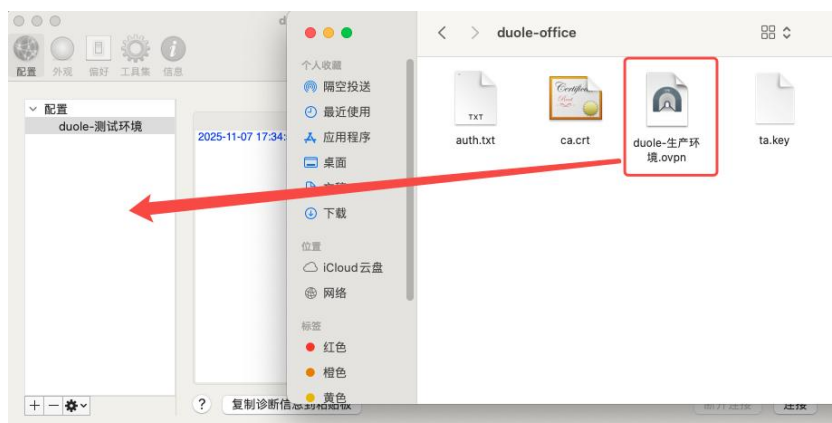 d
配置 外观 偏好 工具集 信息
配置
duole-测试环境
2025-11-07 17:34:
复制诊断信息到粘贴板
断开连接
连接
个人收藏
隔空投送
最近使用
应用程序
桌面
下载
位置
iCloud云盘
网络
标签
红色
橙色
黄色
duole-office
TXT
auth.txt
ca.crt
duole-生产环
境.ovpn
ta.key